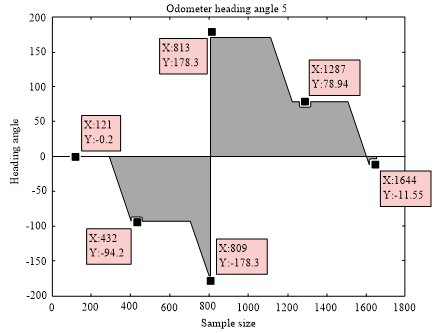 Odometer heading angle 5
200
150
100
50
0
-50
-100
-150
-200
Heading angle
X:813
Y:178.3
X:1287
Y:78.94
X:121
Y:-0.2
X:1644
Y:-11.55
X:432
Y:-94.2
X:809
Y:-178.3
0 200 400 600 800 1000 1200 1400 1600 1800
Sample size